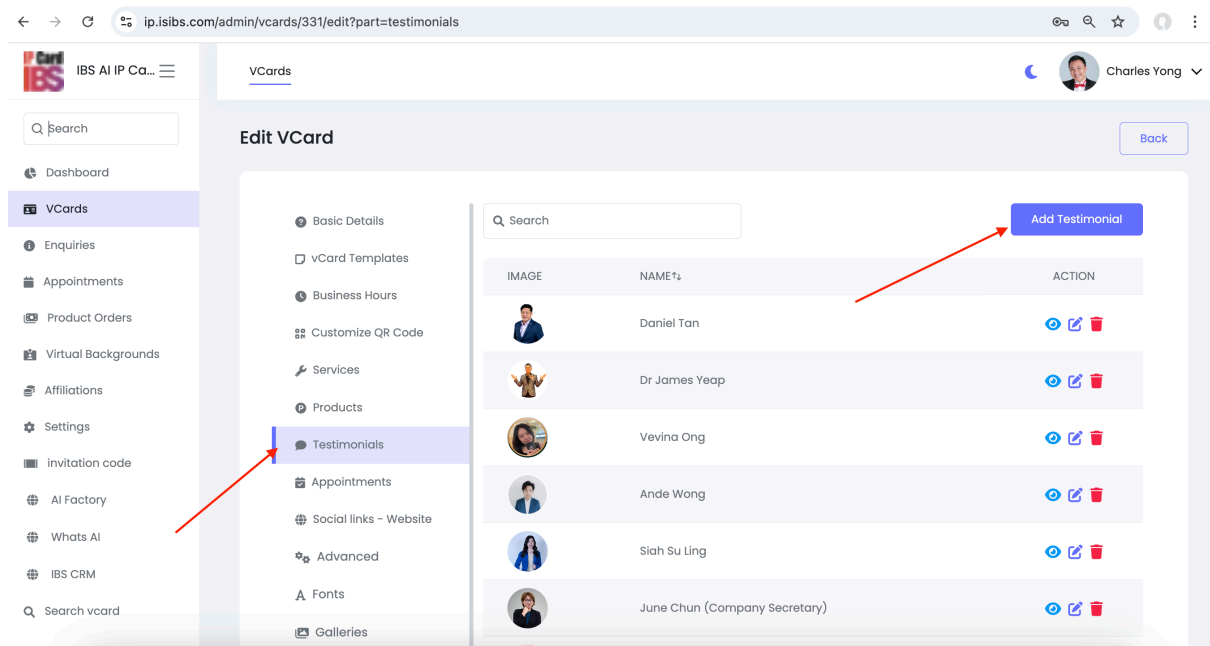 ip.isibs.com/admin/vcards/331/edit?part=testimonials
IP Card
IBS
IBS AI IP Ca...
VCards
Charles Yong
Search
Edit VCard
Back
Dashboard
VCards
Enquiries
Appointments
Product Orders
Virtual Backgrounds
Affiliations
Settings
invitation code
AI Factory
Whats AI
IBS CRM
Search vcard
Basic Details
vCard Templates
Business Hours
Customize QR Code
Services
Products
Testimonials
Appointments
Social links - Website
Advanced
Fonts
Galleries
Search
Add Testimonial
IMAGE NAME↑↓ ACTION
Daniel Tan
Dr James Yeap
Vevina Ong
Ande Wong
Siah Su Ling
June Chun (Company Secretary)